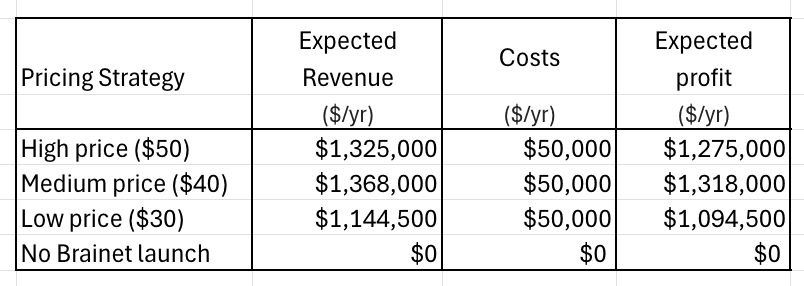 Pricing Strategy Expected Revenue Costs Expected profit
($/yr) ($/yr) ($/yr)
High price ($50) $1,325,000 $50,000 $1,275,000
Medium price ($40) $1,368,000 $50,000 $1,318,000
Low price ($30) $1,144,500 $50,000 $1,094,500
No Brainet launch $0 $0 $0